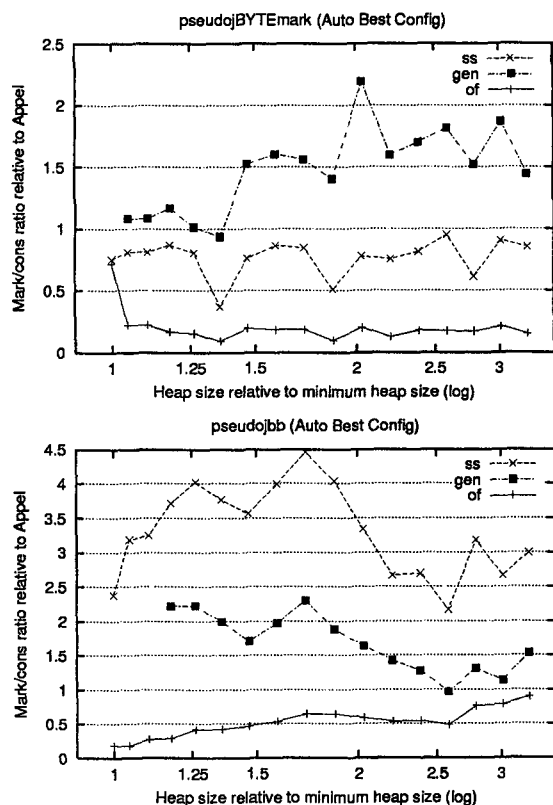 pseudojBYTEmark (Auto Best Config)
2.5
2
1.5
1
0.5
0
Mark/cons ratio relative to Appel
ss
gen
of
1 1.25 1.5 2 2.5 3
Heap size relative to minimum heap size (log)
pseudojbb (Auto Best Config)
4.5
4
3.5
3
2.5
2
1.5
1
0.5
0
Mark/cons ratio relative to Appel
ss
gen
of
1 1.25 1.5 2 2.5 3
Heap size relative to minimum heap size (log)